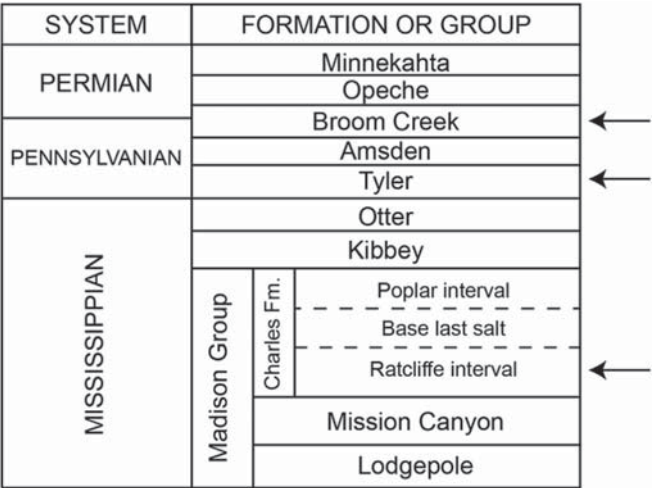 SYSTEM
FORMATION OR GROUP
PERMIAN
Minnekahta
Opeche
Broom Creek
PENNSYLVANIAN
Amsden
Tyler
MISSISSIPPIAN
Otter
Kibbey
Madison Group
Charles Fm.
Poplar interval
Base last salt
Ratcliffe interval
Mission Canyon
Lodgepole